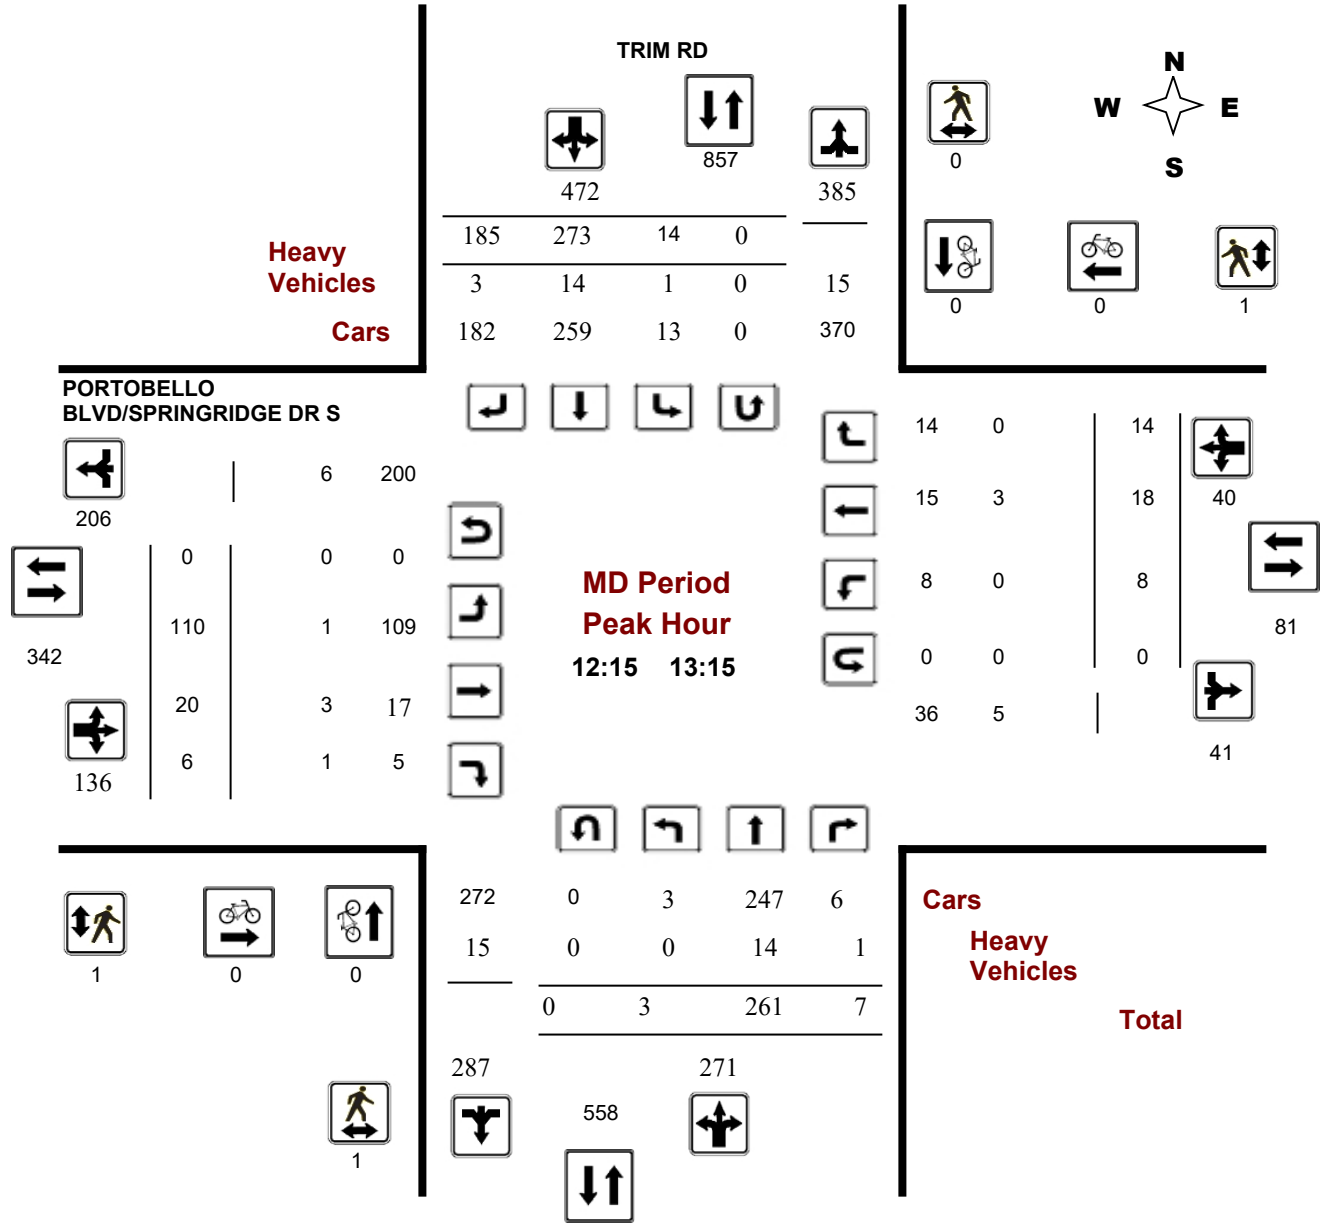 TRIM RD
N
W E
S
857
0
472 385
185 273 14 0
Heavy
Vehicles
3 14 1 0 15
0 0 1
Cars
182 259 13 0 370
PORTOBELLO
BLVD/SPRINGRIDGE DR S
14 0 14
6 200
15 3 18 40
206
0 0 0
MD Period
8 0 8
Peak Hour
110 1 109
81
342
12:15 13:15
0 0 0
20 3 17
36 5
41
6 1 5
136
272 0 3 247 6
Cars
15 0 0 14 1
Heavy
Vehicles
1 0 0
0 3 261 7
Total
287 271
558
1